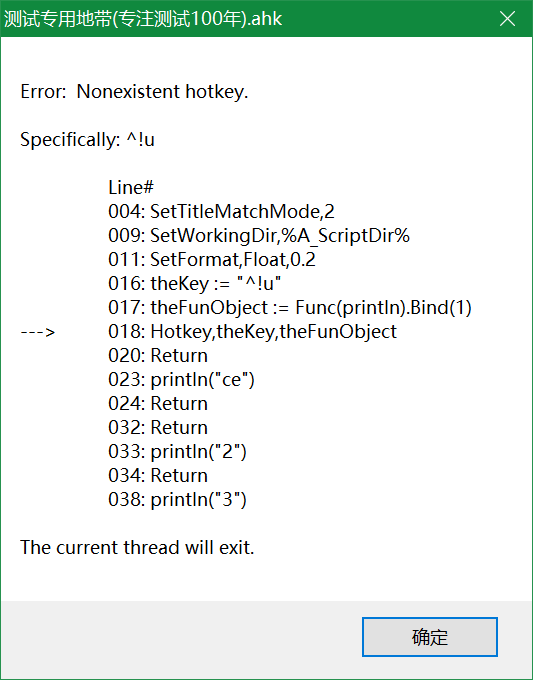 测试专用地带(专注测试100年).ahk
Error:  Nonexistent hotkey.
Specifically: ^!u
Line#
004: SetTitleMatchMode,2
009: SetWorkingDir,%A_ScriptDir%
011: SetFormat,Float,0.2
016: theKey := "^!u"
017: theFunObject := Func(println).Bind(1)
---> 018: Hotkey,theKey,theFunObject
020: Return
023: println("ce")
024: Return
032: Return
033: println("2")
034: Return
038: println("3")
The current thread will exit.
确定